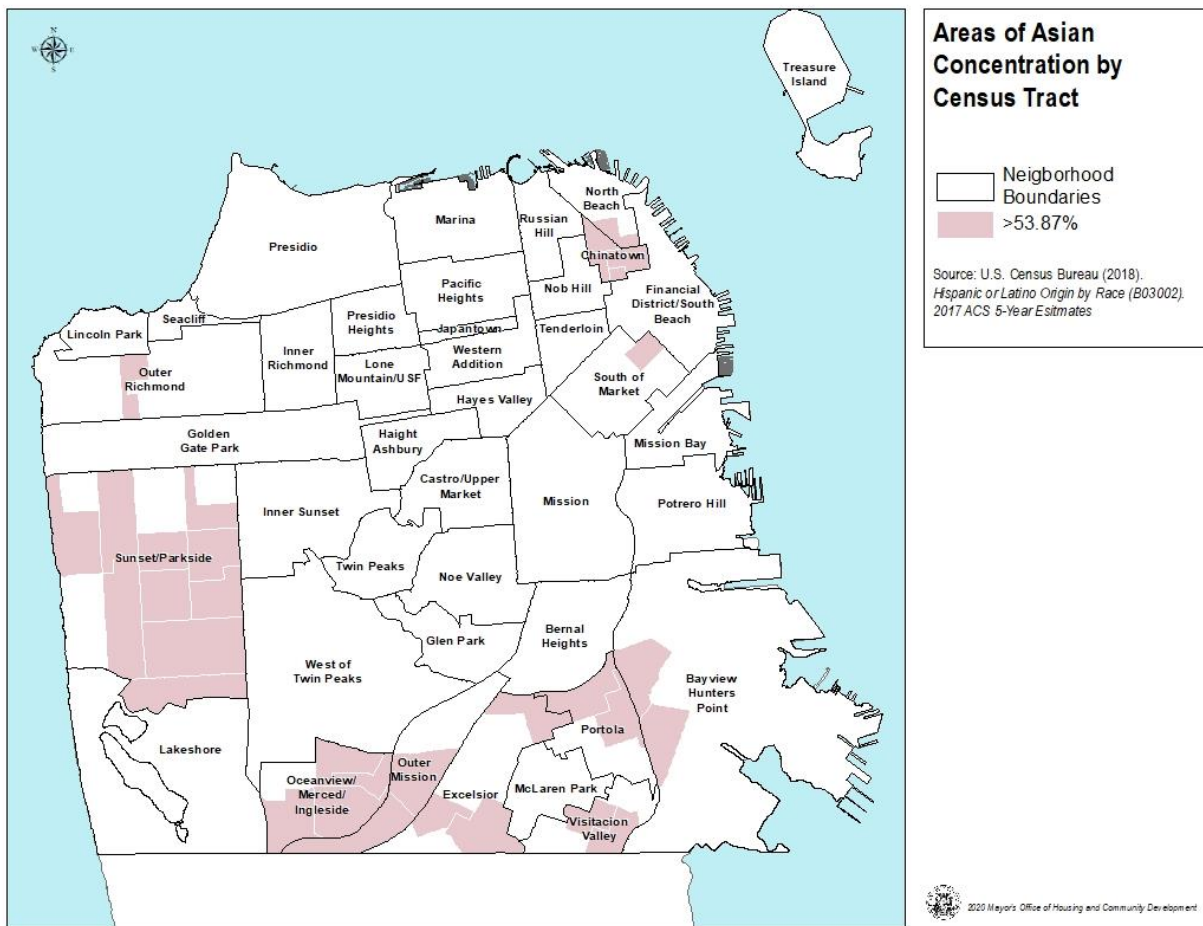 N
W
E
S
Treasure
Island
North
Beach
Marina
Russian
Hill
Presidio
Chinatown
Pacific
Heights
Nob Hill
Financial
District/South
Beach
Seacliff
Lincoln Park
Presidio
Heights
Japantown
Tenderloin
Inner
Richmond
Western
Addition
Outer
Richmond
Lone
Mountain/USF
South of
Market
Hayes Valley
Golden
Gate Park
Haight
Ashbury
Mission Bay
Castro/Upper
Market
Mission
Potrero Hill
Inner Sunset
Sunset/Parkside
Twin Peaks
Noe Valley
Glen Park
Bernal
Heights
West of
Twin Peaks
Bayview
Hunters
Point
Portola
Lakeshore
Outer
Mission
Oceanview/
Merced/
Ingleside
Excelsior
McLaren Park
Visitacion
Valley
Areas of Asian
Concentration by
Census Tract
Neigborhood
Boundaries
>53.87%
Source: U.S. Census Bureau (2018).
Hispanic or Latino Origin by Race (B03002).
2017 ACS 5-Year Esitmates
2020 Mayor's Office of Housing and Community Development